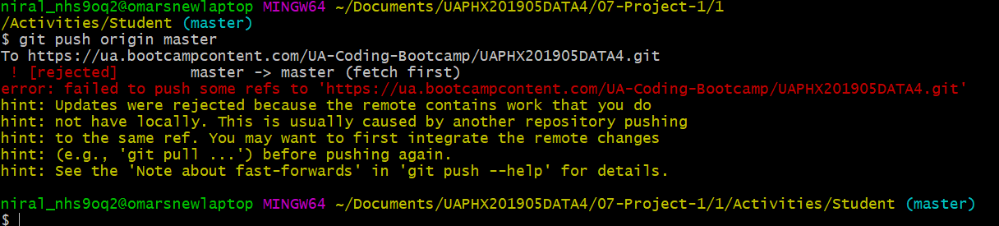 niral_nhs9oq2@omarsnewlaptop MINGW64 ~/Documents/UAPHX201905DATA4/07-Project-1/1
/Activities/Student (master)
$ git push origin master
To https://ua.bootcampcontent.com/UA-Coding-Bootcamp/UAPHX201905DATA4.git
 ! [rejected]        master -> master (fetch first)
error: failed to push some refs to 'https://ua.bootcampcontent.com/UA-Coding-Bootcamp/UAPHX201905DATA4.git'
hint: Updates were rejected because the remote contains work that you do
hint: not have locally. This is usually caused by another repository pushing
hint: to the same ref. You may want to first integrate the remote changes
hint: (e.g., 'git pull ...') before pushing again.
hint: See the 'Note about fast-forwards' in 'git push --help' for details.
niral_nhs9oq2@omarsnewlaptop MINGW64 ~/Documents/UAPHX201905DATA4/07-Project-1/1/Activities/Student (master)
$